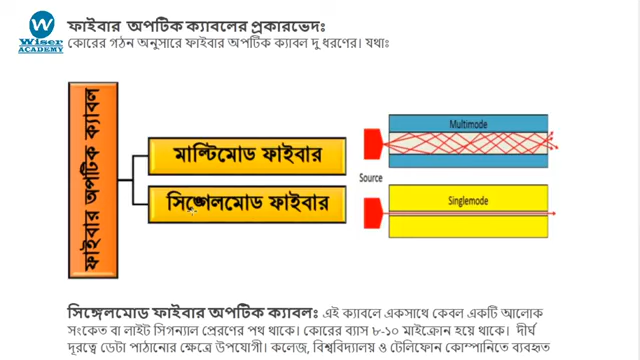 Wiser
ACADEMY
ফাইবার অপটিক ক্যাবলের প্রকারভেদঃ
কোরের গঠন অনুসারে ফাইবার অপটিক ক্যাবল দু ধরণের। যথাঃ
ফাইবার অপটিক ক্যাবল
মাল্টিমোড ফাইবার
সিঙ্গেলমোড ফাইবার
Multimode
Source
Singlemode
সিঙ্গেলমোড ফাইবার অপটিক ক্যাবলঃ এই ক্যাবলে একসাথে কেবল একটি আলোক
সংকেত বা লাইট সিগন্যাল প্রেরণের পথ থাকে। কোরের ব্যাস ৮-১০ মাইক্রোন হয়ে থাকে। দীর্ঘ
দূরত্বে ডেটা পাঠানোর ক্ষেত্রে উপযোগী। কলেজ, বিশ্ববিদ্যালয় ও টেলিফোন কোম্পানিতে ব্যবহৃত